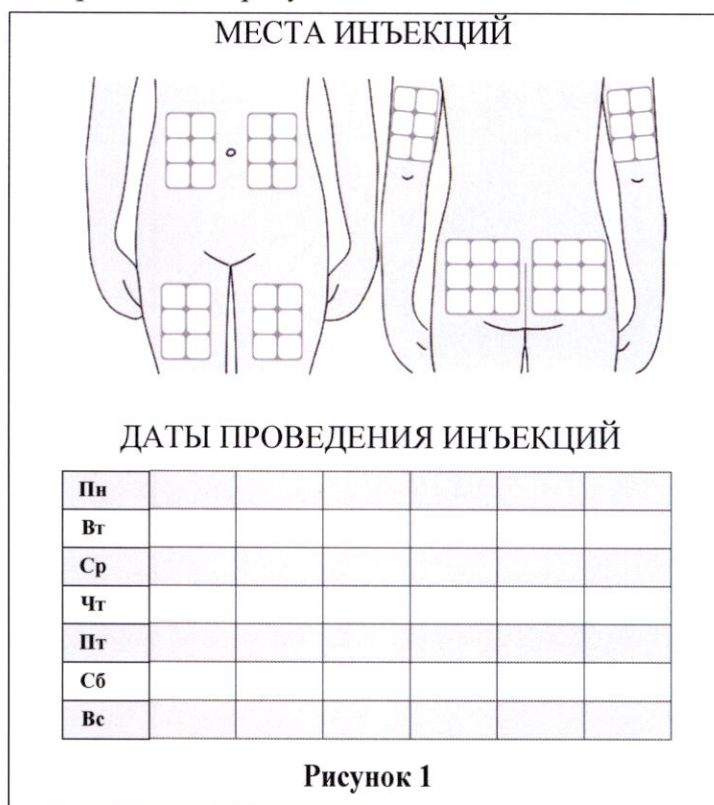 МЕСТА ИНЪЕКЦИЙ
ДАТЫ ПРОВЕДЕНИЯ ИНЪЕКЦИЙ
Пн
Вт
Ср
Чт
Пт
Сб
Вс
Рисунок 1